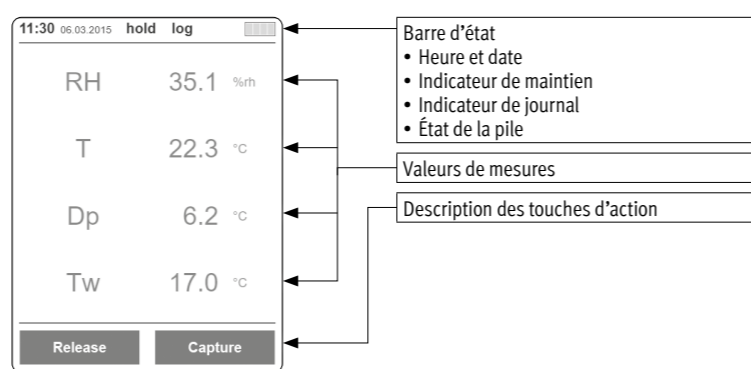 11:30 06.03.2015 hold log
RH 35.1 %rh
T 22.3 °C
Dp 6.2 °C
Tw 17.0 °C
Release Capture
Barre d'état
• Heure et date
• Indicateur de maintien
• Indicateur de journal
• État de la pile
Valeurs de mesures
Description des touches d'action